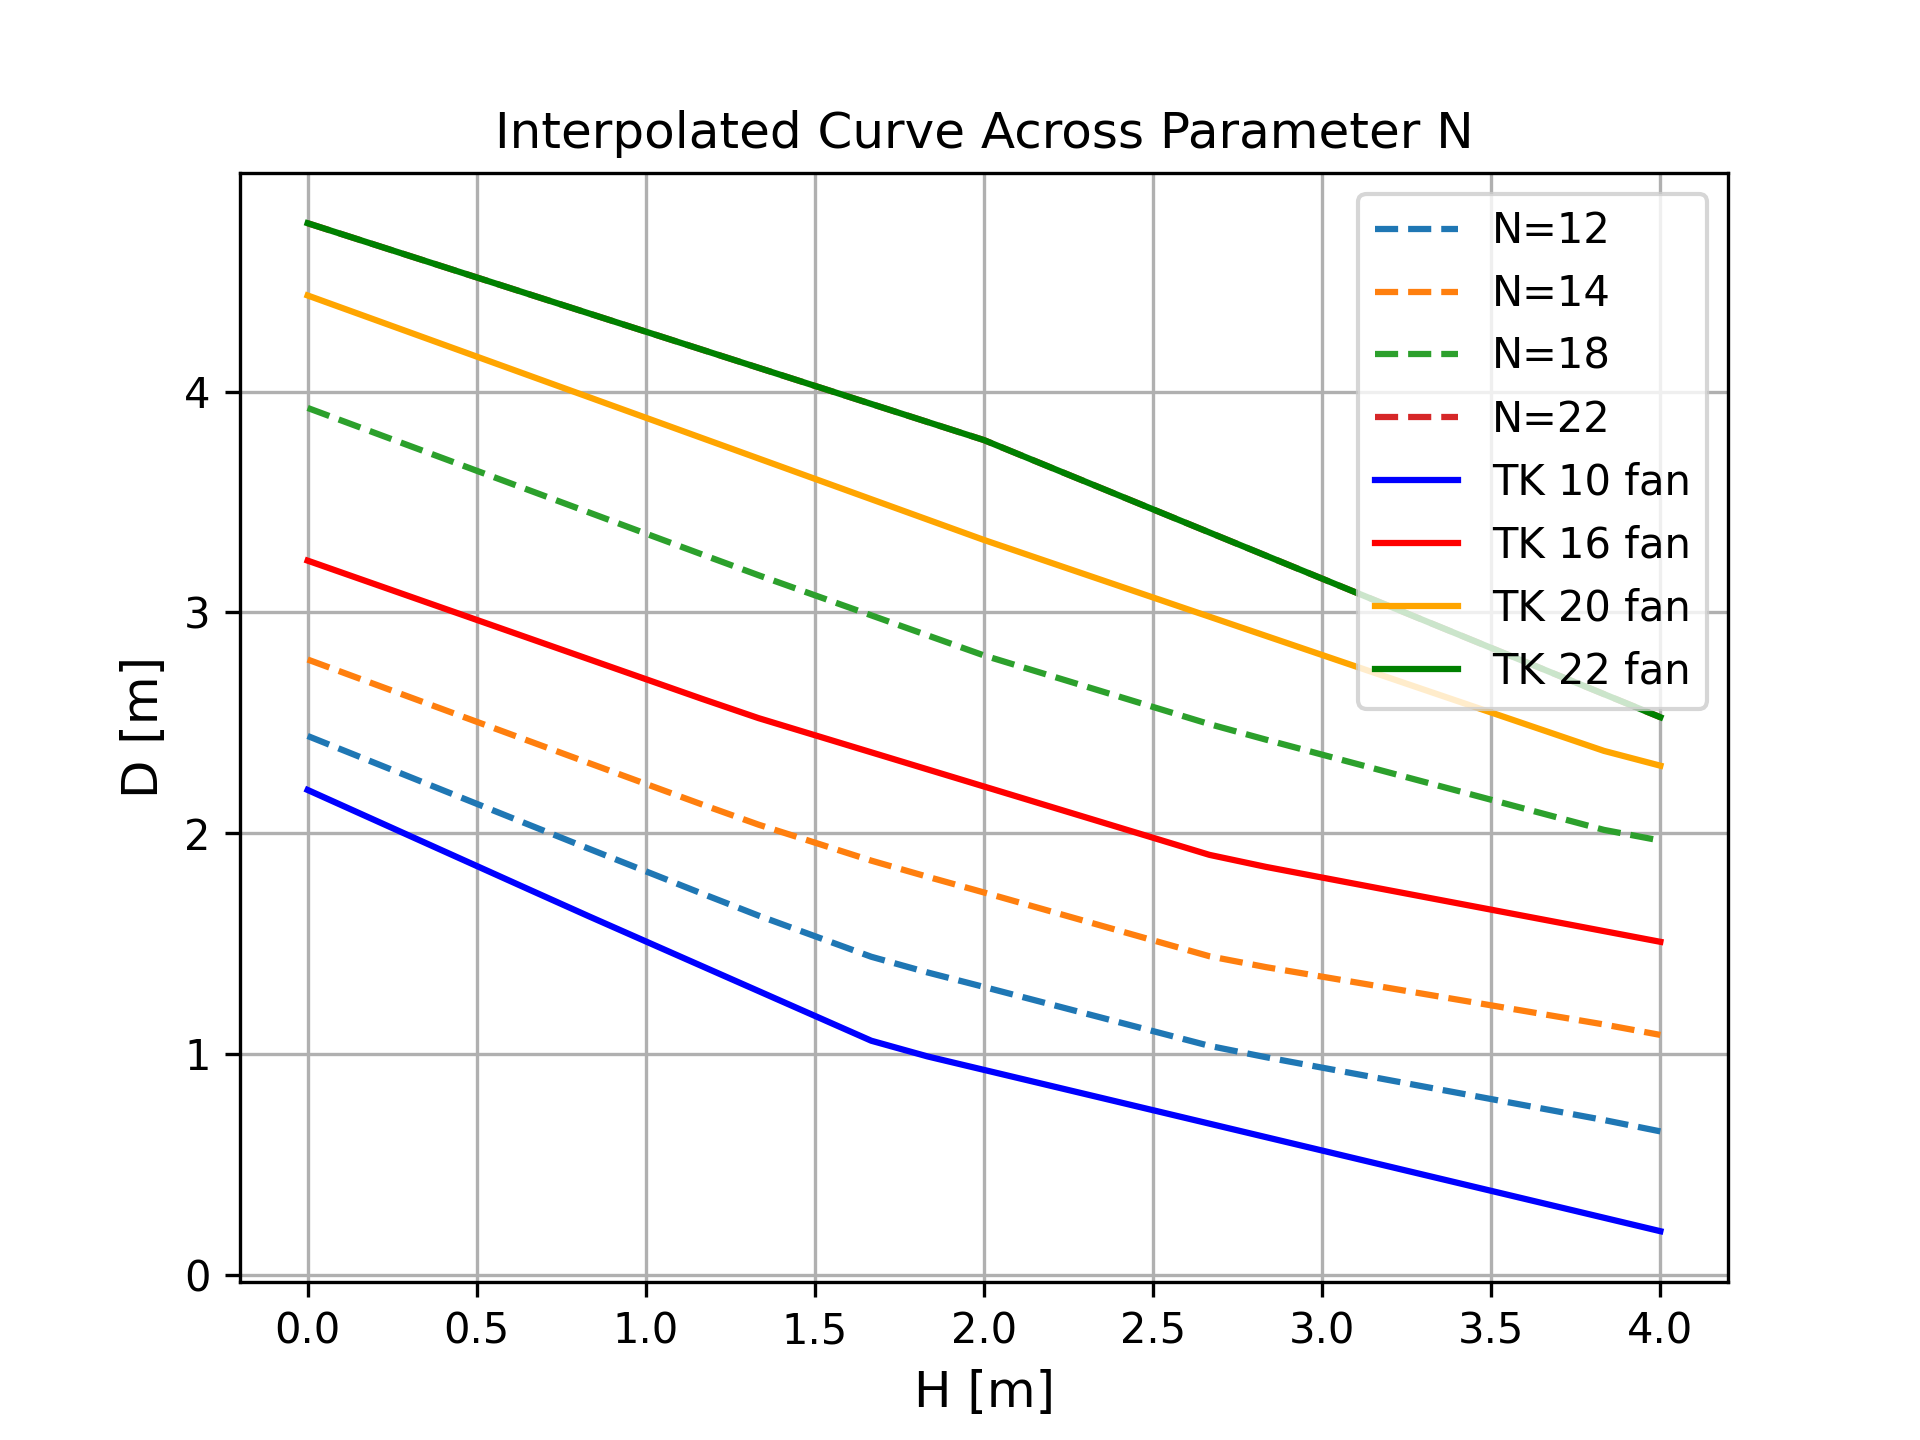 Interpolated Curve Across Parameter N
N=12
N=14
N=18
N=22
TK 10 fan
TK 16 fan
TK 20 fan
TK 22 fan
D [m]
4
3
2
1
0
0.0 0.5 1.0 1.5 2.0 2.5 3.0 3.5 4.0
H [m]